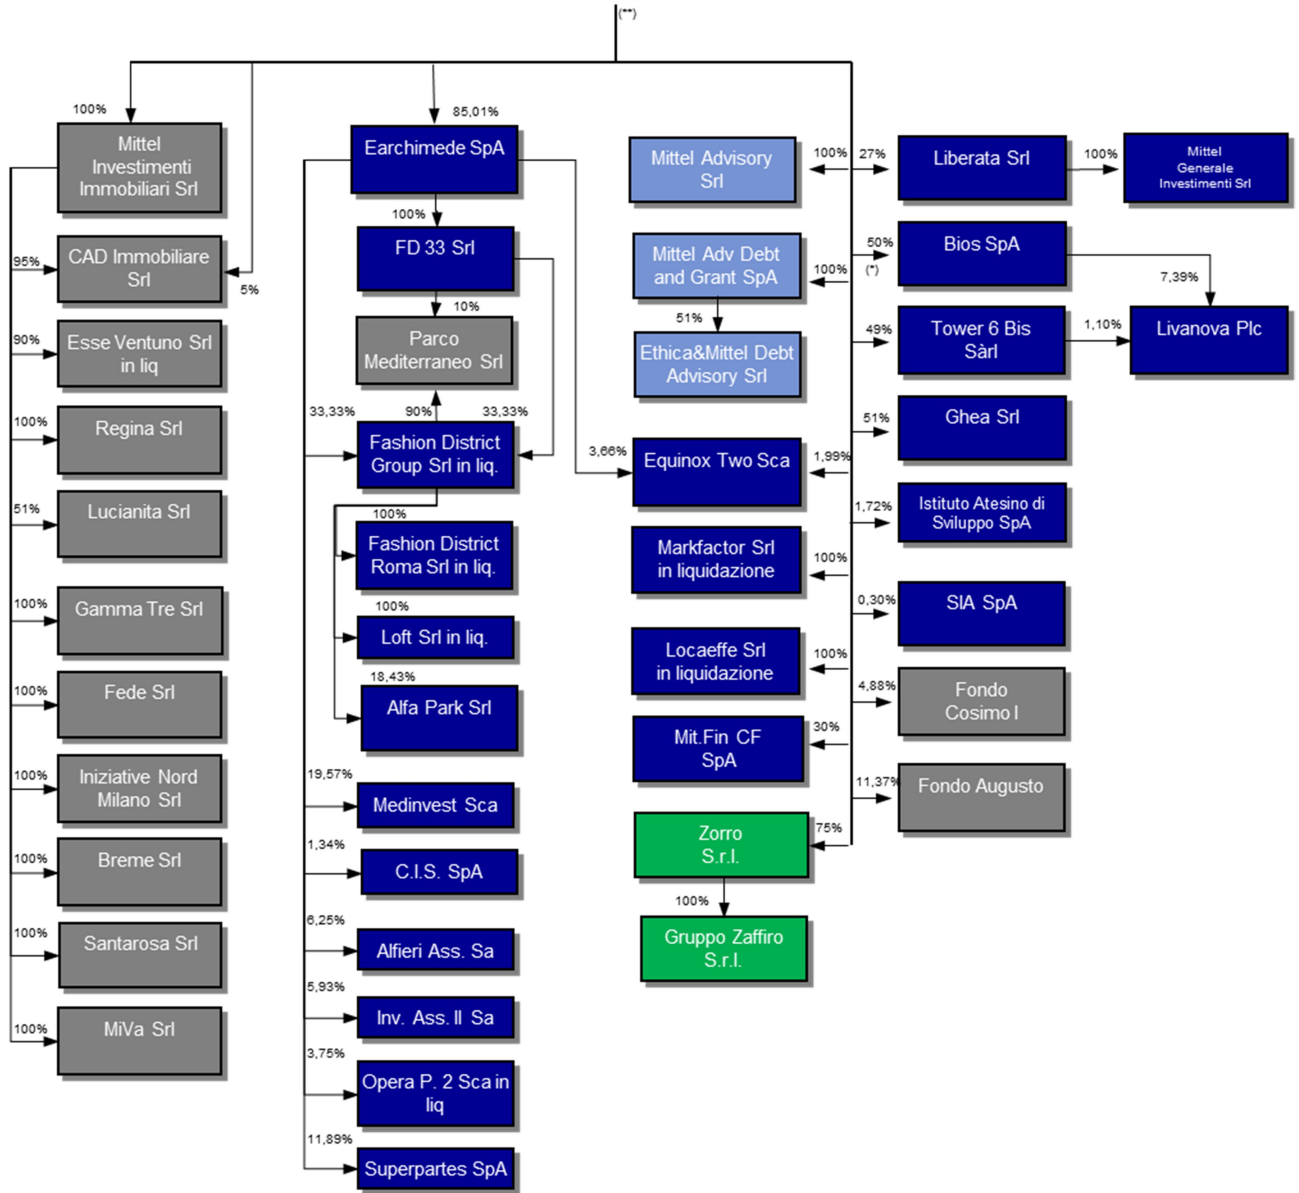 (**)
100%
Mittel
Investimenti
Immobiliari Srl
95%
CAD Immobiliare
Srl
5%
90%
Esse Ventuno Srl
in liq
100%
Regina Srl
51%
Lucianita Srl
100%
Gamma Tre Srl
100%
Fede Srl
100%
Iniziative Nord
Milano Srl
100%
Breme Srl
100%
Santarosa Srl
100%
MiVa Srl
85,01%
Earchimede SpA
100%
FD 33 Srl
10%
Parco
Mediterraneo Srl
33,33%
90%
33,33%
Fashion District
Group Srl in liq.
100%
Fashion District
Roma Srl in liq.
100%
Loft Srl in liq.
18,43%
Alfa Park Srl
19,57%
Medinvest Sca
1,34%
C.I.S. SpA
6,25%
Alfieri Ass. Sa
5,93%
Inv. Ass. II Sa
3,75%
Opera P. 2 Sca in
liq
11,89%
Superpartes SpA
Mittel Advisory
Srl
100%
Mittel Adv Debt
and Grant SpA
100%
51%
Ethica&Mittel Debt
Advisory Srl
3,66%
Equinox Two Sca
1,99%
Markfactor Srl
in liquidazione
100%
Locaeffe Srl
in liquidazione
100%
Mit.Fin CF
SpA
30%
Zorro
S.r.l.
75%
100%
Gruppo Zaffiro
S.r.l.
27%
Liberata Srl
100%
Mittel
Generale
Investimenti Srl
50%
(*)
Bios SpA
7,39%
49%
Tower 6 Bis
Sàrl
1,10%
Livanova Plc
51%
Ghea Srl
1,72%
Istituto Atesino di
Sviluppo SpA
0,30%
SIA SpA
4,88%
Fondo
Cosimo I
11,37%
Fondo Augusto